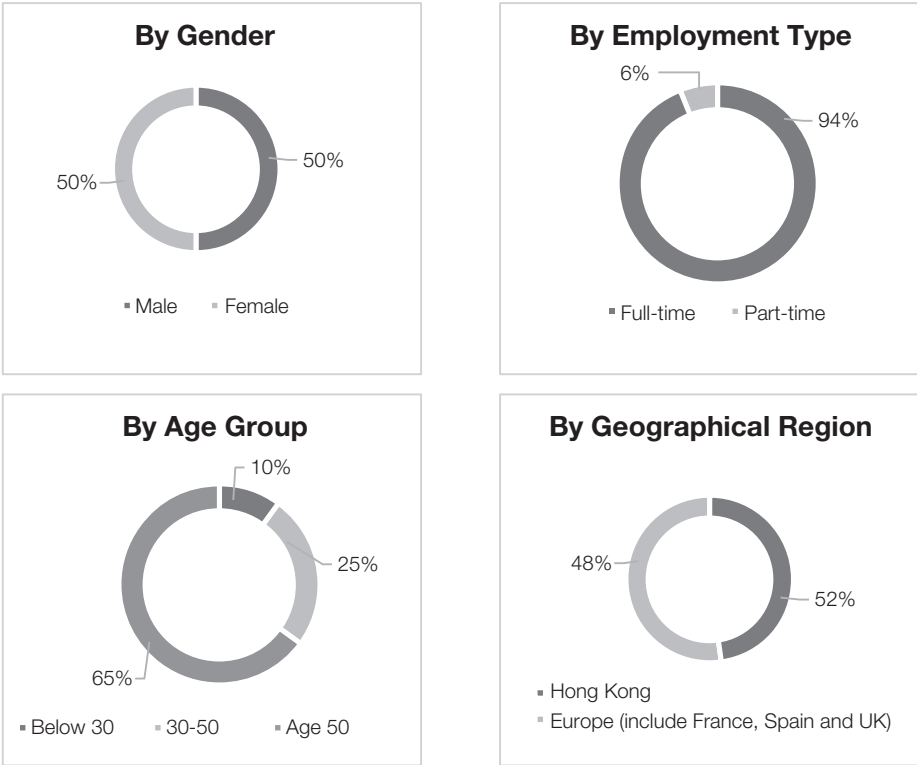 By Gender
50%
50%
Male Female
By Employment Type
6%
94%
Full-time Part-time
By Age Group
10%
25%
65%
Below 30 30-50 Age 50
By Geographical Region
48%
52%
Hong Kong
Europe (include France, Spain and UK)